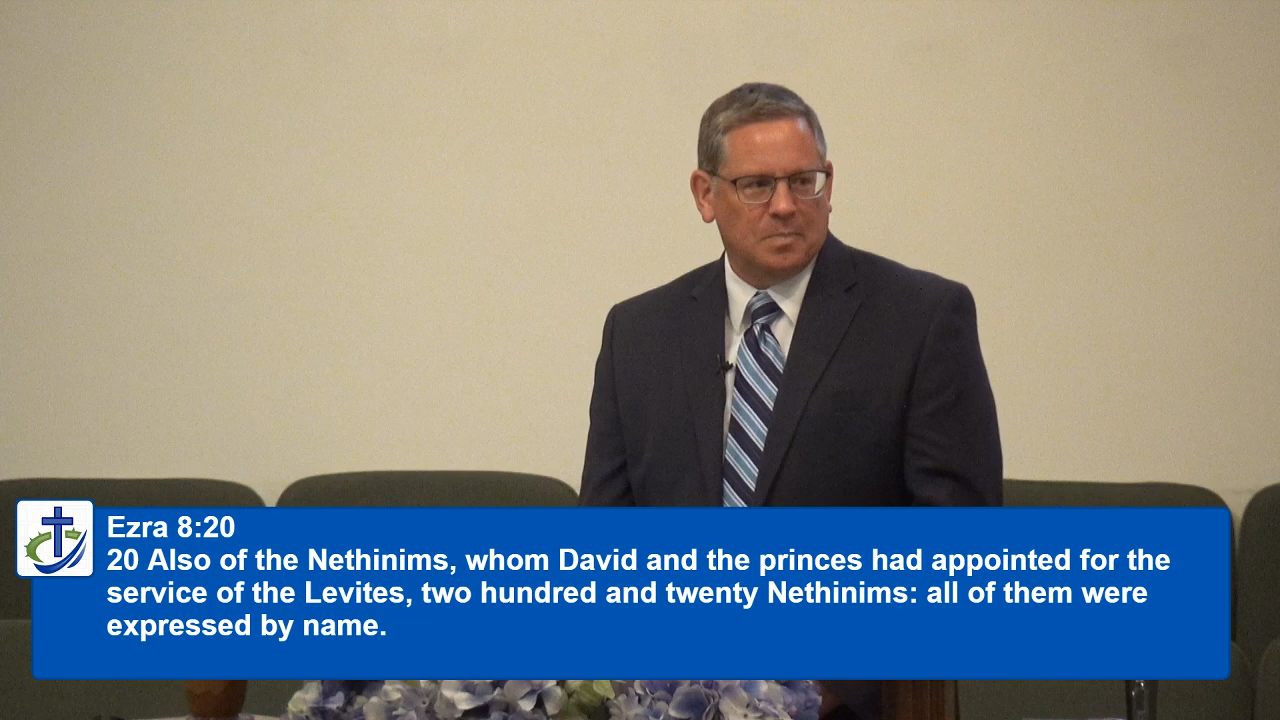 Ezra 8:20
20 Also of the Nethinims, whom David and the princes had appointed for the
service of the Levites, two hundred and twenty Nethinims: all of them were
expressed by name.